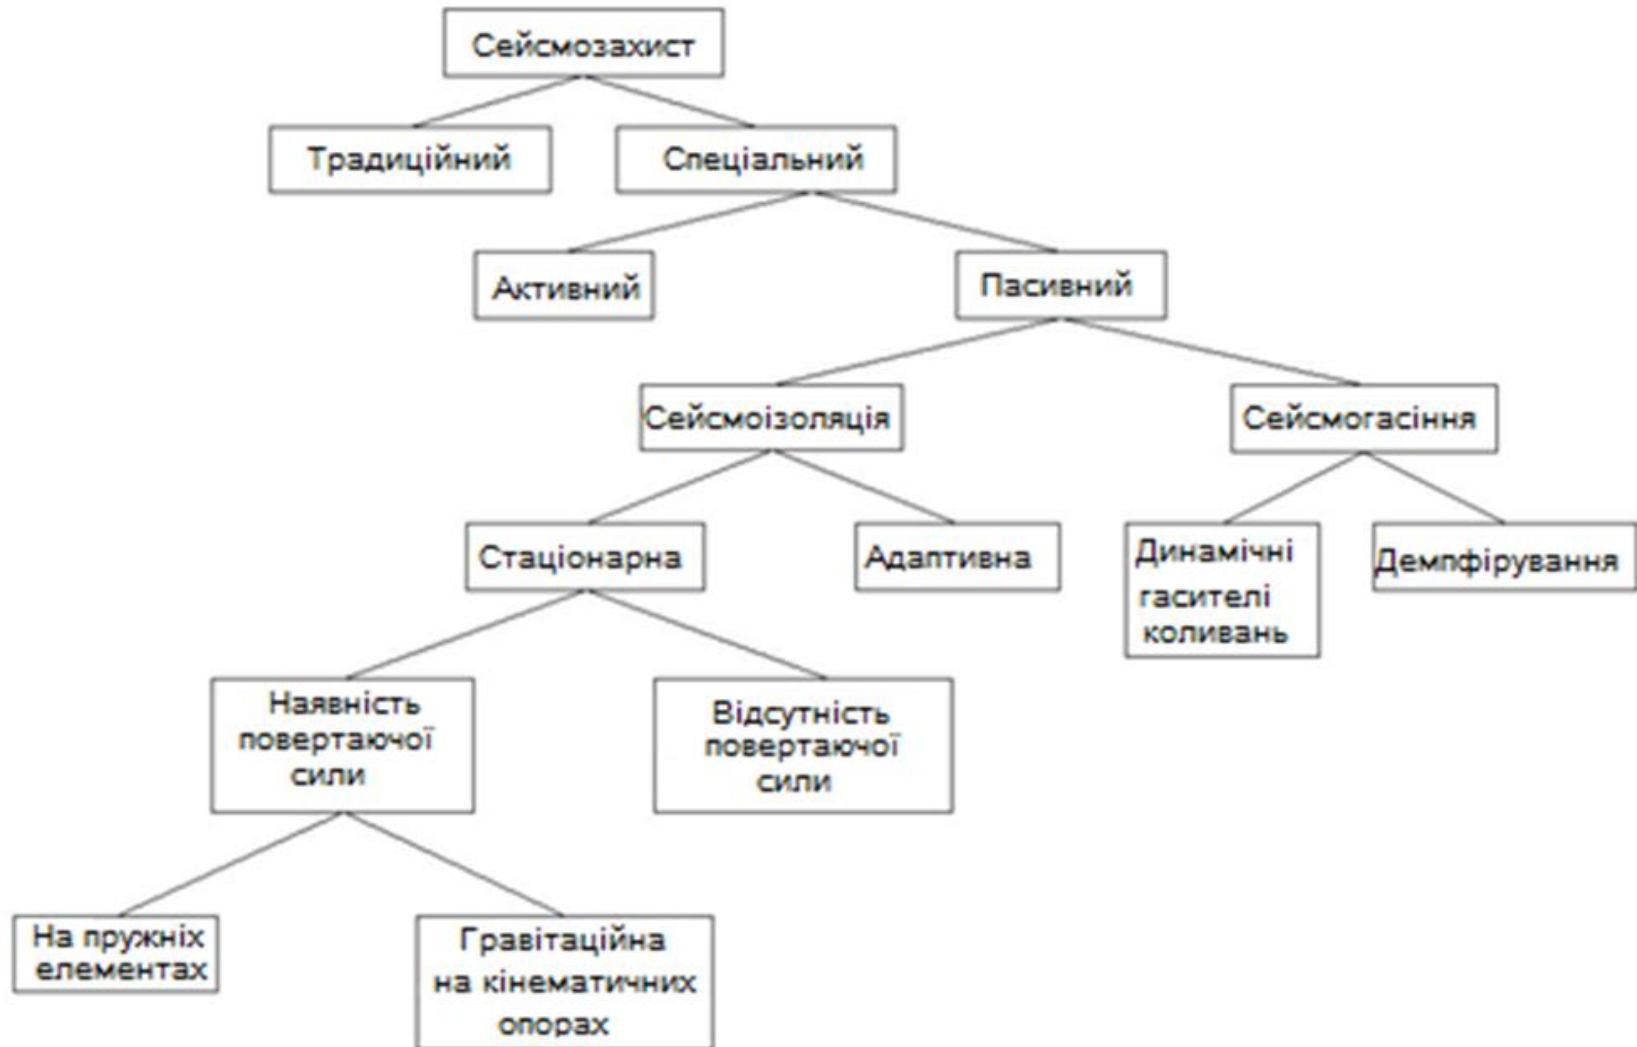 Сейсмозахист
Традиційний
Спеціальний
Активний
Пасивний
Сейсмоізоляція
Сейсмогасіння
Стаціонарна
Адаптивна
Динамічні
гасителі
коливань
Демпфірування
Наявність
повертаючої
сили
Відсутність
повертаючої
сили
На пружніх
елементах
Гравітаційна
на кінематичних
опорах